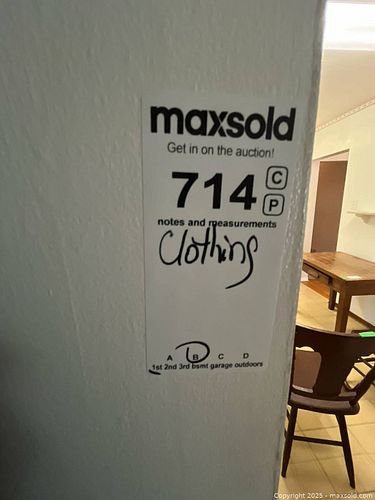 maxsold
Get in on the auction!
714 C
P
notes and measurements
Clothing
A B C D
1st 2nd 3rd bsmt garage outdoors
Copyright 2025 - maxsold.com